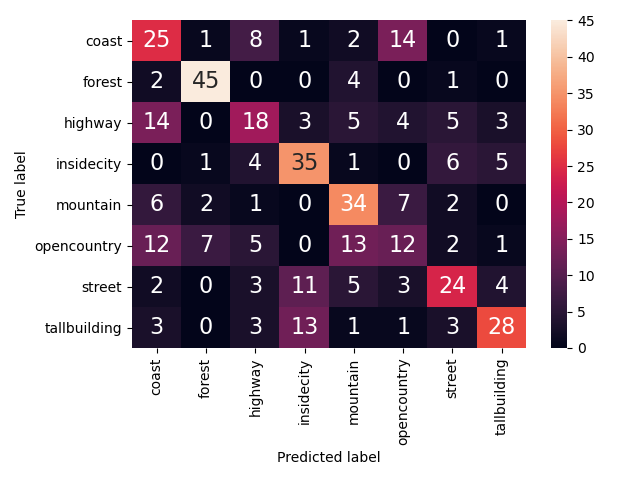 coast 25 1 8 1 2 14 0 1
forest 2 45 0 0 4 0 1 0
highway 14 0 18 3 5 4 5 3
insidecity 0 1 4 35 1 0 6 5
mountain 6 2 1 0 34 7 2 0
opencountry 12 7 5 0 13 12 2 1
street 2 0 3 11 5 3 24 4
tallbuilding 3 0 3 13 1 1 3 28
True label
coast forest highway insidecity mountain opencountry street tallbuilding
Predicted label
45
40
35
30
25
20
15
10
5
0